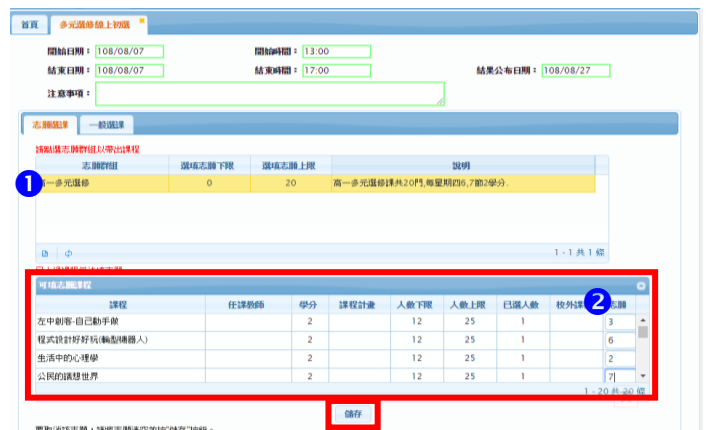 首頁 多元選修線上初選
開始日期： 108/08/07 開始時間： 13:00
結束日期： 108/08/07 結束時間： 17:00 結果公布日期： 108/08/27
注意事項：
志願選課 一般選課
請點選志願群組以帶出課程
志願群組 選填志願下限 選填志願上限 說明
1 高一多元選修 0 20 高一多元選修課共20門,每星期四6,7節2學分.
1 - 1 共 1 條
可填志願課程
課程 任課教師 學分 課程計畫 人數下限 人數上限 已選人數 校外課 2 志願
左中創客-自己動手做 2 12 25 1 3
程式設計好好玩(輪型機器人) 2 12 25 1 6
生活中的心理學 2 12 25 1 2
公民的議想世界 2 12 25 1 7
1 - 20 共 20 條
儲存